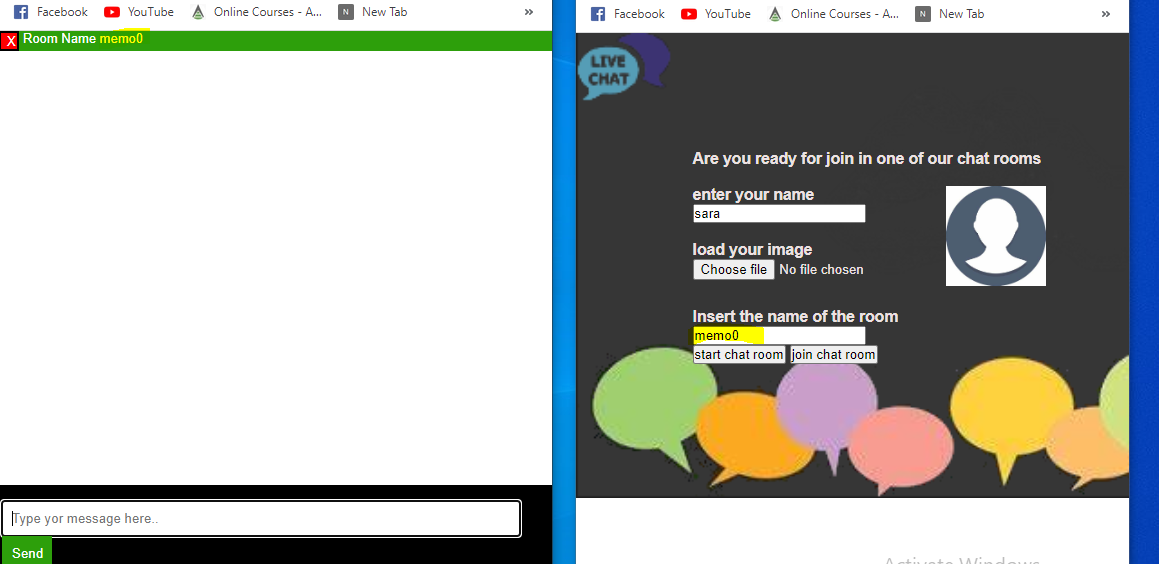 Facebook YouTube Online Courses - A... N New Tab »
X Room Name memo0
Type yor message here..
Send
Facebook YouTube Online Courses - A... N New Tab »
LIVE
CHAT
Are you ready for join in one of our chat rooms
enter your name
sara
load your image
Choose file No file chosen
Insert the name of the room
memo0
start chat room join chat room
Activate Windows